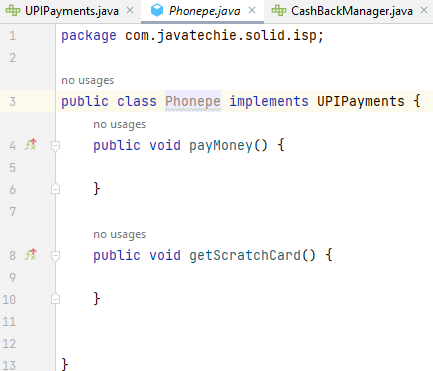 UPIPayments.java Phonepe.java CashBackManager.java
1 package com.javatechie.solid.isp;
2
no usages
3 public class Phonepe implements UPIPayments {
no usages
4 public void payMoney() {
5
6 }
7
no usages
8 public void getScratchCard() {
9
10 }
11
12
13 }